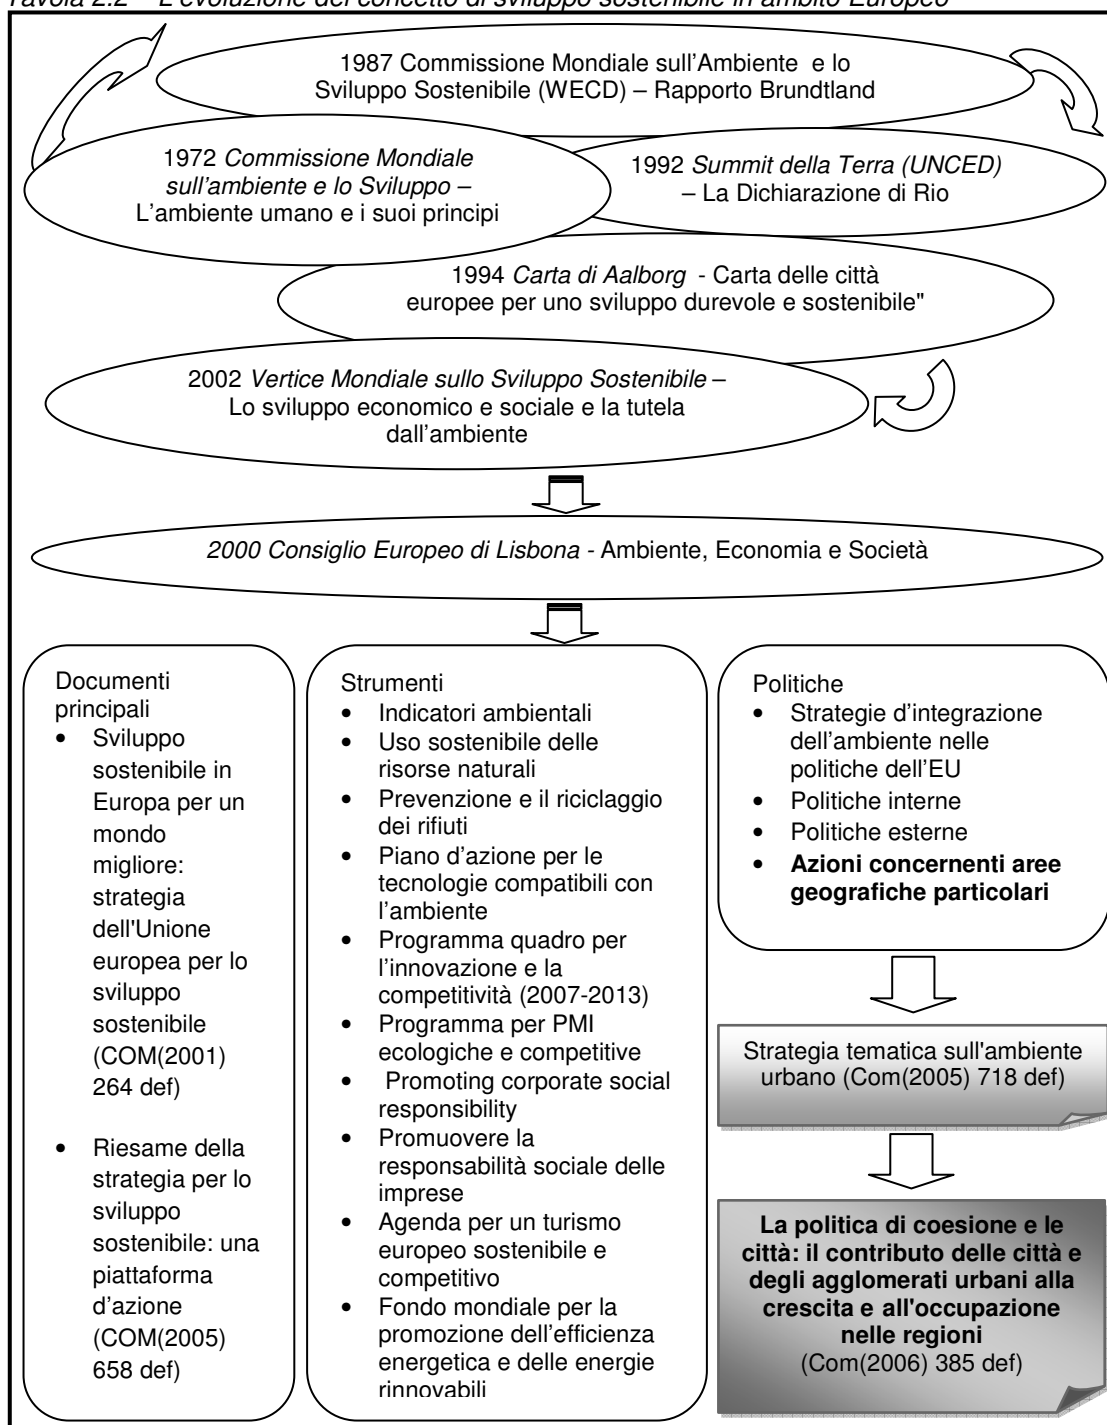 Tavola 2.2 – L'evoluzione del concetto di sviluppo sostenibile in ambito Europeo
1987 Commissione Mondiale sull'Ambiente e lo
Sviluppo Sostenibile (WECD) – Rapporto Brundtland
1972 Commissione Mondiale
sull'ambiente e lo Sviluppo –
L'ambiente umano e i suoi principi
1992 Summit della Terra (UNCED)
– La Dichiarazione di Rio
1994 Carta di Aalborg - Carta delle città
europee per uno sviluppo durevole e sostenibile"
2002 Vertice Mondiale sullo Sviluppo Sostenibile –
Lo sviluppo economico e sociale e la tutela
dall'ambiente
2000 Consiglio Europeo di Lisbona - Ambiente, Economia e Società
Documenti
principali
• Sviluppo
sostenibile in
Europa per un
mondo
migliore:
strategia
dell'Unione
europea per lo
sviluppo
sostenibile
(COM(2001)
264 def)
• Riesame della
strategia per lo
sviluppo
sostenibile: una
piattaforma
d'azione
(COM(2005)
658 def)
Strumenti
• Indicatori ambientali
• Uso sostenibile delle
risorse naturali
• Prevenzione e il riciclaggio
dei rifiuti
• Piano d'azione per le
tecnologie compatibili con
l'ambiente
• Programma quadro per
l'innovazione e la
competitività (2007-2013)
• Programma per PMI
ecologiche e competitive
• Promoting corporate social
responsibility
• Promuovere la
responsabilità sociale delle
imprese
• Agenda per un turismo
europeo sostenibile e
competitivo
• Fondo mondiale per la
promozione dell'efficienza
energetica e delle energie
rinnovabili
Politiche
• Strategie d'integrazione
dell'ambiente nelle
politiche dell'EU
• Politiche interne
• Politiche esterne
• Azioni concernenti aree
geografiche particolari
Strategia tematica sull'ambiente
urbano (Com(2005) 718 def)
La politica di coesione e le
città: il contributo delle città e
degli agglomerati urbani alla
crescita e all'occupazione
nelle regioni
(Com(2006) 385 def)